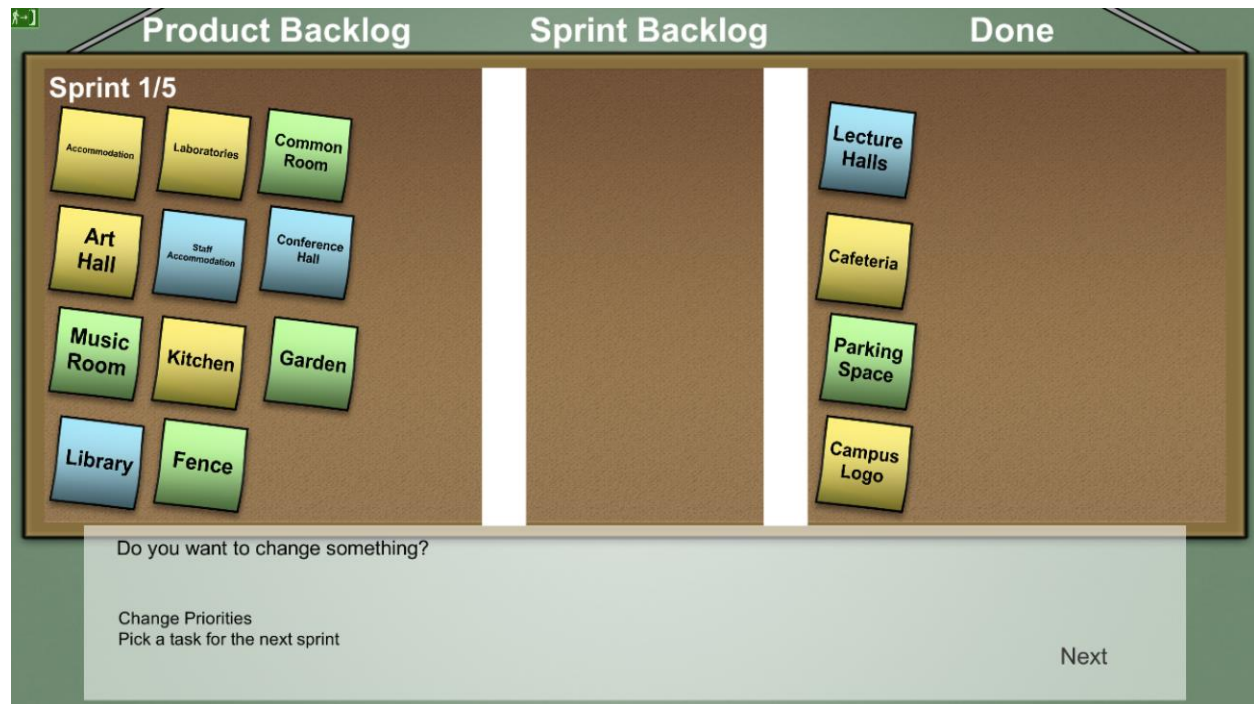 Product Backlog
Sprint Backlog
Done
Sprint 1/5
Accommodation
Laboratories
Common
Room
Art
Hall
Staff
Accommodation
Conference
Hall
Music
Room
Kitchen
Garden
Library
Fence
Lecture
Halls
Cafeteria
Parking
Space
Campus
Logo
Do you want to change something?
Change Priorities
Pick a task for the next sprint
Next